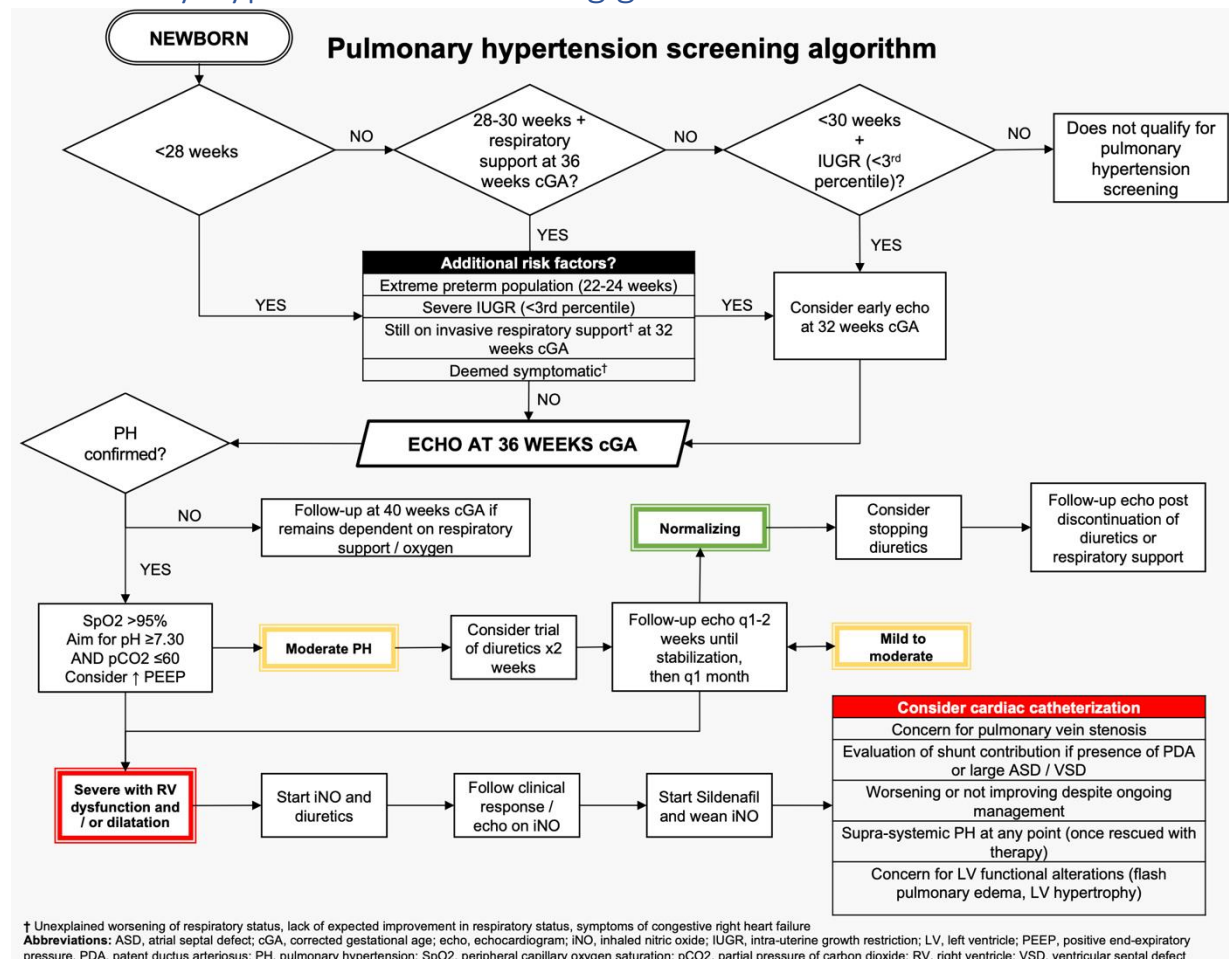 NEWBORN
Pulmonary hypertension screening algorithm
<28 weeks
NO
28-30 weeks +
respiratory
support at 36
weeks cGA?
NO
<30 weeks
+
IUGR (<3rd
percentile)?
NO
Does not qualify for
pulmonary
hypertension
screening
YES
YES
YES
Additional risk factors?
Extreme preterm population (22-24 weeks)
Severe IUGR (<3rd percentile)
Still on invasive respiratory support† at 32
weeks cGA
Deemed symptomatic†
YES
Consider early echo
at 32 weeks cGA
NO
PH
confirmed?
ECHO AT 36 WEEKS cGA
NO
Follow-up at 40 weeks cGA if
remains dependent on respiratory
support / oxygen
YES
Normalizing
Consider
stopping
diuretics
Follow-up echo post
discontinuation of
diuretics or
respiratory support
SpO2 >95%
Aim for pH ≥7.30
AND pCO2 ≤60
Consider ↑ PEEP
Moderate PH
Consider trial
of diuretics x2
weeks
Follow-up echo q1-2
weeks until
stabilization,
then q1 month
Mild to
moderate
Severe with RV
dysfunction and
/ or dilatation
Start iNO and
diuretics
Follow clinical
response /
echo on iNO
Start Sildenafil
and wean iNO
Consider cardiac catheterization
Concern for pulmonary vein stenosis
Evaluation of shunt contribution if presence of PDA
or large ASD / VSD
Worsening or not improving despite ongoing
management
Supra-systemic PH at any point (once rescued with
therapy)
Concern for LV functional alterations (flash
pulmonary edema, LV hypertrophy)
† Unexplained worsening of respiratory status, lack of expected improvement in respiratory status, symptoms of congestive right heart failure
Abbreviations: ASD, atrial septal defect; cGA, corrected gestational age; echo, echocardiogram; iNO, inhaled nitric oxide; IUGR, intra-uterine growth restriction; LV, left ventricle; PEEP, positive end-expiratory
pressure, PDA, patent ductus arteriosus; PH, pulmonary hypertension; SpO2, peripheral capillary oxygen saturation; pCO2, partial pressure of carbon dioxide; RV, right ventricle; VSD, ventricular septal defect